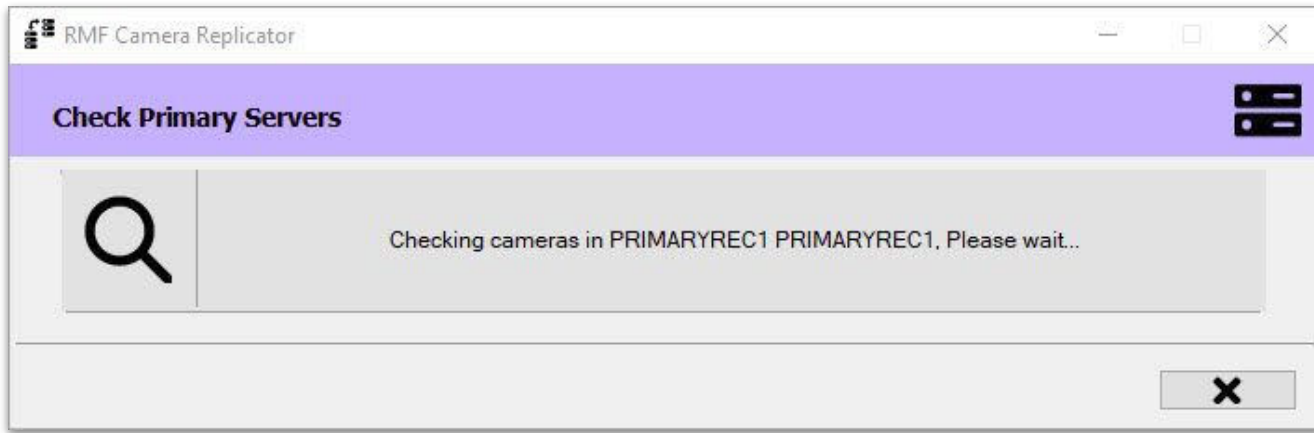 RMF Camera Replicator
Check Primary Servers
Checking cameras in PRIMARYREC1 PRIMARYREC1, Please wait...